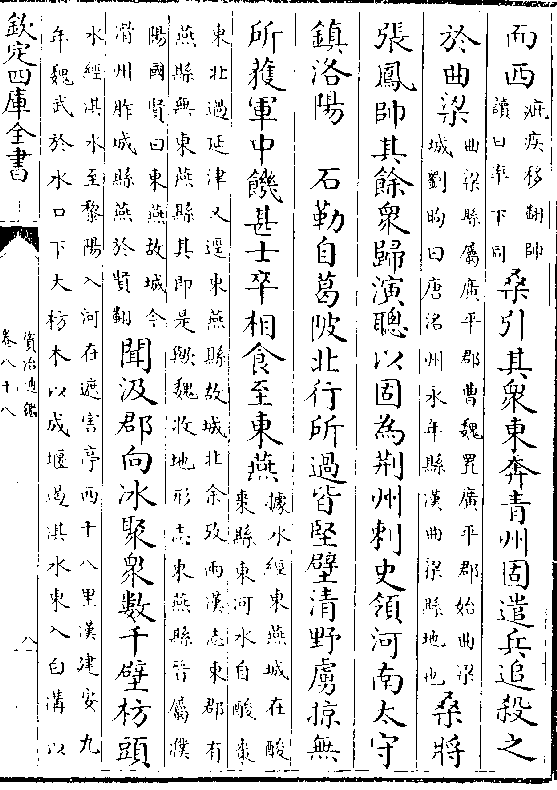 而西疵疾移翻帥
讀曰率下同桑引其衆東奔青州固遣兵追殺之
於曲梁曲梁縣屬廣平郡曹魏置廣平郡始曲梁
城劉昫曰唐洺州永年縣漢曲梁縣地也桑將
張鳳帥其餘衆歸演聰以固為荆州刺史領河南太守
鎮洛陽　石勒自葛陂北行所過皆堅壁清野虜掠無
所獲軍中饑甚士卒相食至東燕據水經東燕城在酸
棗縣東河水自酸棗
東北過延津又逕東燕縣故城北余攷兩漢志東郡有
燕縣無東燕縣其即是歟魏收地形志東燕縣晉屬濮
陽國賢曰東燕故城今
滑州胙城縣燕於賢翻聞汲郡向冰聚衆數千壁枋頭
水經淇水至黎陽入河在遮害亭西十八里漢建安九
年魏武於水口下大枋木以成堰遏淇水東入白溝以
欽定四庫全書
資治通鑑
卷八十八
八